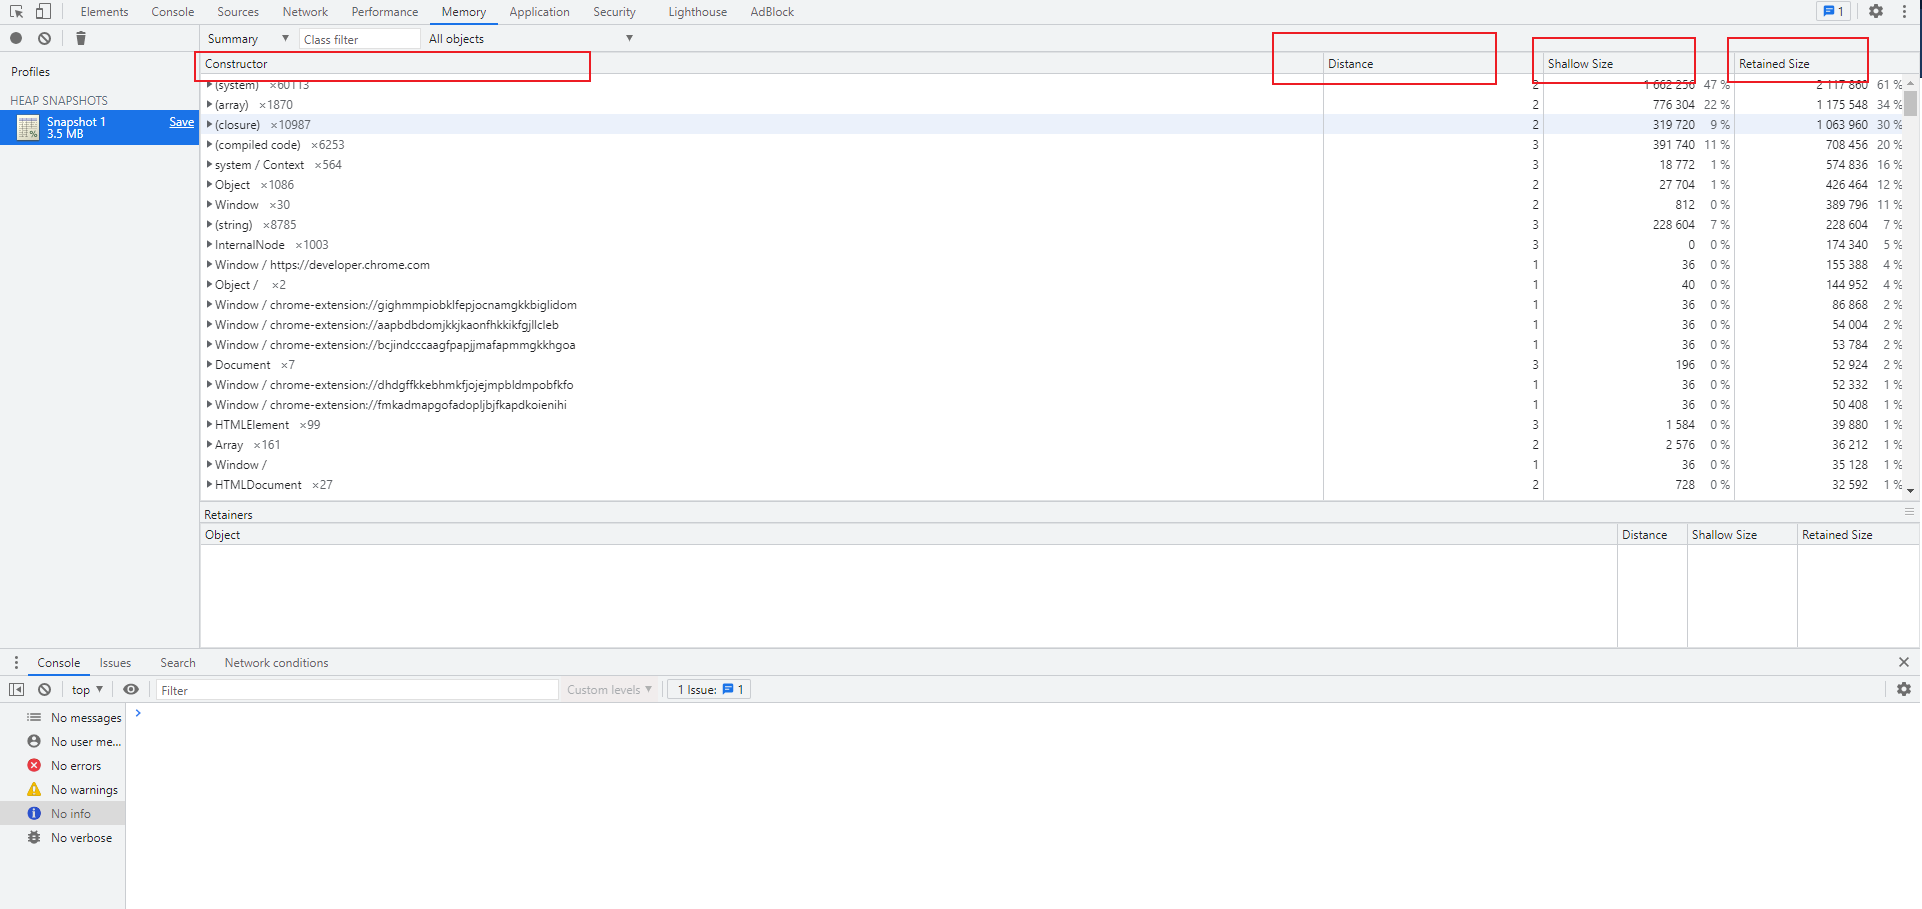 Elements Console Sources Network Performance Memory Application Security Lighthouse AdBlock 1
Summary Class filter All objects
Profiles
HEAP SNAPSHOTS
Snapshot 1 Save
3.5 MB
%
Constructor Distance Shallow Size Retained Size
(system) ×60113 2 1 662 256 47 % 2 117 860 61 %
(array) ×1870 2 776 304 22 % 1 175 548 34 %
(closure) ×10987 2 319 720 9 % 1 063 960 30 %
(compiled code) ×6253 3 391 740 11 % 708 456 20 %
system / Context ×564 3 18 772 1 % 574 836 16 %
Object ×1086 2 27 704 1 % 426 464 12 %
Window ×30 2 812 0 % 389 796 11 %
(string) ×8785 3 228 604 7 % 228 604 7 %
InternalNode ×1003 3 0 0 % 174 340 5 %
Window / https://developer.chrome.com 1 36 0 % 155 388 4 %
Object / ×2 1 40 0 % 144 952 4 %
Window / chrome-extension://gighmmpiobklfepjocnamgkkbiglidom 1 36 0 % 86 868 2 %
Window / chrome-extension://aapbdbdomjkkjkaonfhkkikfgjllcleb 1 36 0 % 54 004 2 %
Window / chrome-extension://bcjindcccaagfpapjjmafapmmgkkhgoa 1 36 0 % 53 784 2 %
Document ×7 3 196 0 % 52 924 2 %
Window / chrome-extension://dhdgffkkebhmkfjojejmpbldmpobfkfo 1 36 0 % 52 332 1 %
Window / chrome-extension://fmkadmapgofadopljbjfkapdkoienihi 1 36 0 % 50 408 1 %
HTMLElement ×99 3 1 584 0 % 39 880 1 %
Array ×161 2 2 576 0 % 36 212 1 %
Window / 1 36 0 % 35 128 1 %
HTMLDocument ×27 2 728 0 % 32 592 1 %
Retainers
Object Distance Shallow Size Retained Size
Console Issues Search Network conditions
top Filter Custom levels 1 Issue: 1
No messages
No user me...
No errors
No warnings
No info
No verbose